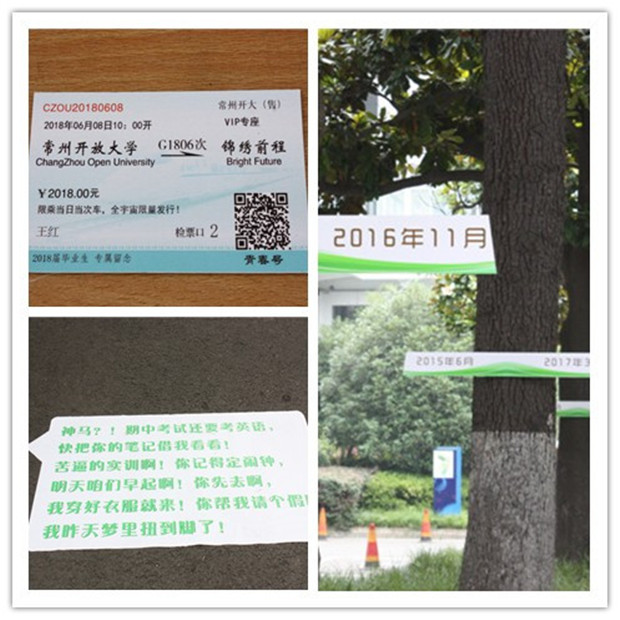 CZOU20180608
常州开大（售）
2018年06月08日10：00开
VIP专座
常州开放大学
G1806次
锦绣前程
ChangZhou Open University
Bright Future
￥2018.00元
限乘当日当次车，全宇宙限量发行！
王红
检票口 2
2018届毕业生 专属留念
青春号
神马？！期中考试还要考英语，
快把你的笔记借我看看！
苦逼的实训啊！你记得定闹钟，
明天咱们早起啊！你先去啊，
我穿好衣服就来！你帮我请个假!
我昨天梦里扭到脚了！
2016年11月
2015年6月
2017年3